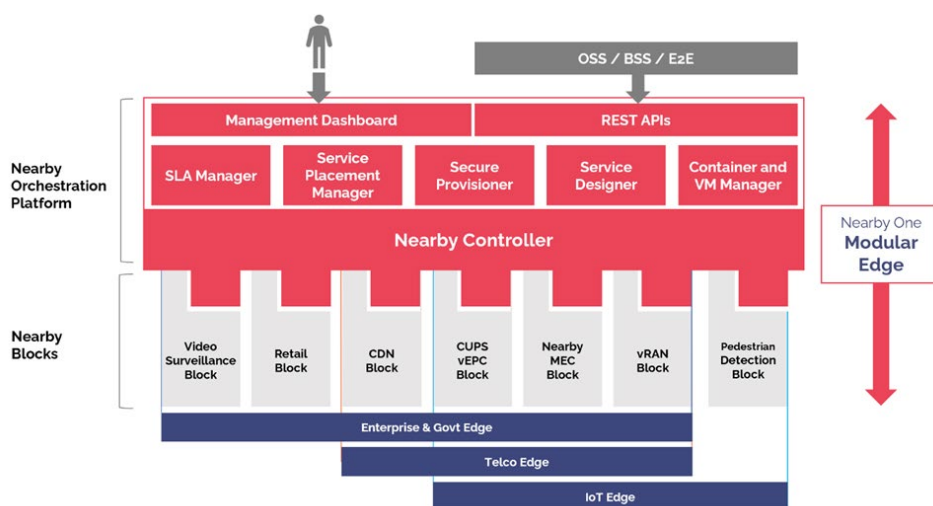 OSS / BSS / E2E
Management Dashboard
REST APIs
Nearby
Orchestration
Platform
SLA Manager
Service
Placement
Manager
Secure
Provisioner
Service
Designer
Container and
VM Manager
Nearby Controller
Nearby One
Modular
Edge
Nearby
Blocks
Video
Surveillance
Block
Retail
Block
CDN
Block
CUPS
vEPC
Block
Nearby
MEC
Block
vRAN
Block
Pedestrian
Detection
Block
Enterprise & Govt Edge
Telco Edge
IoT Edge